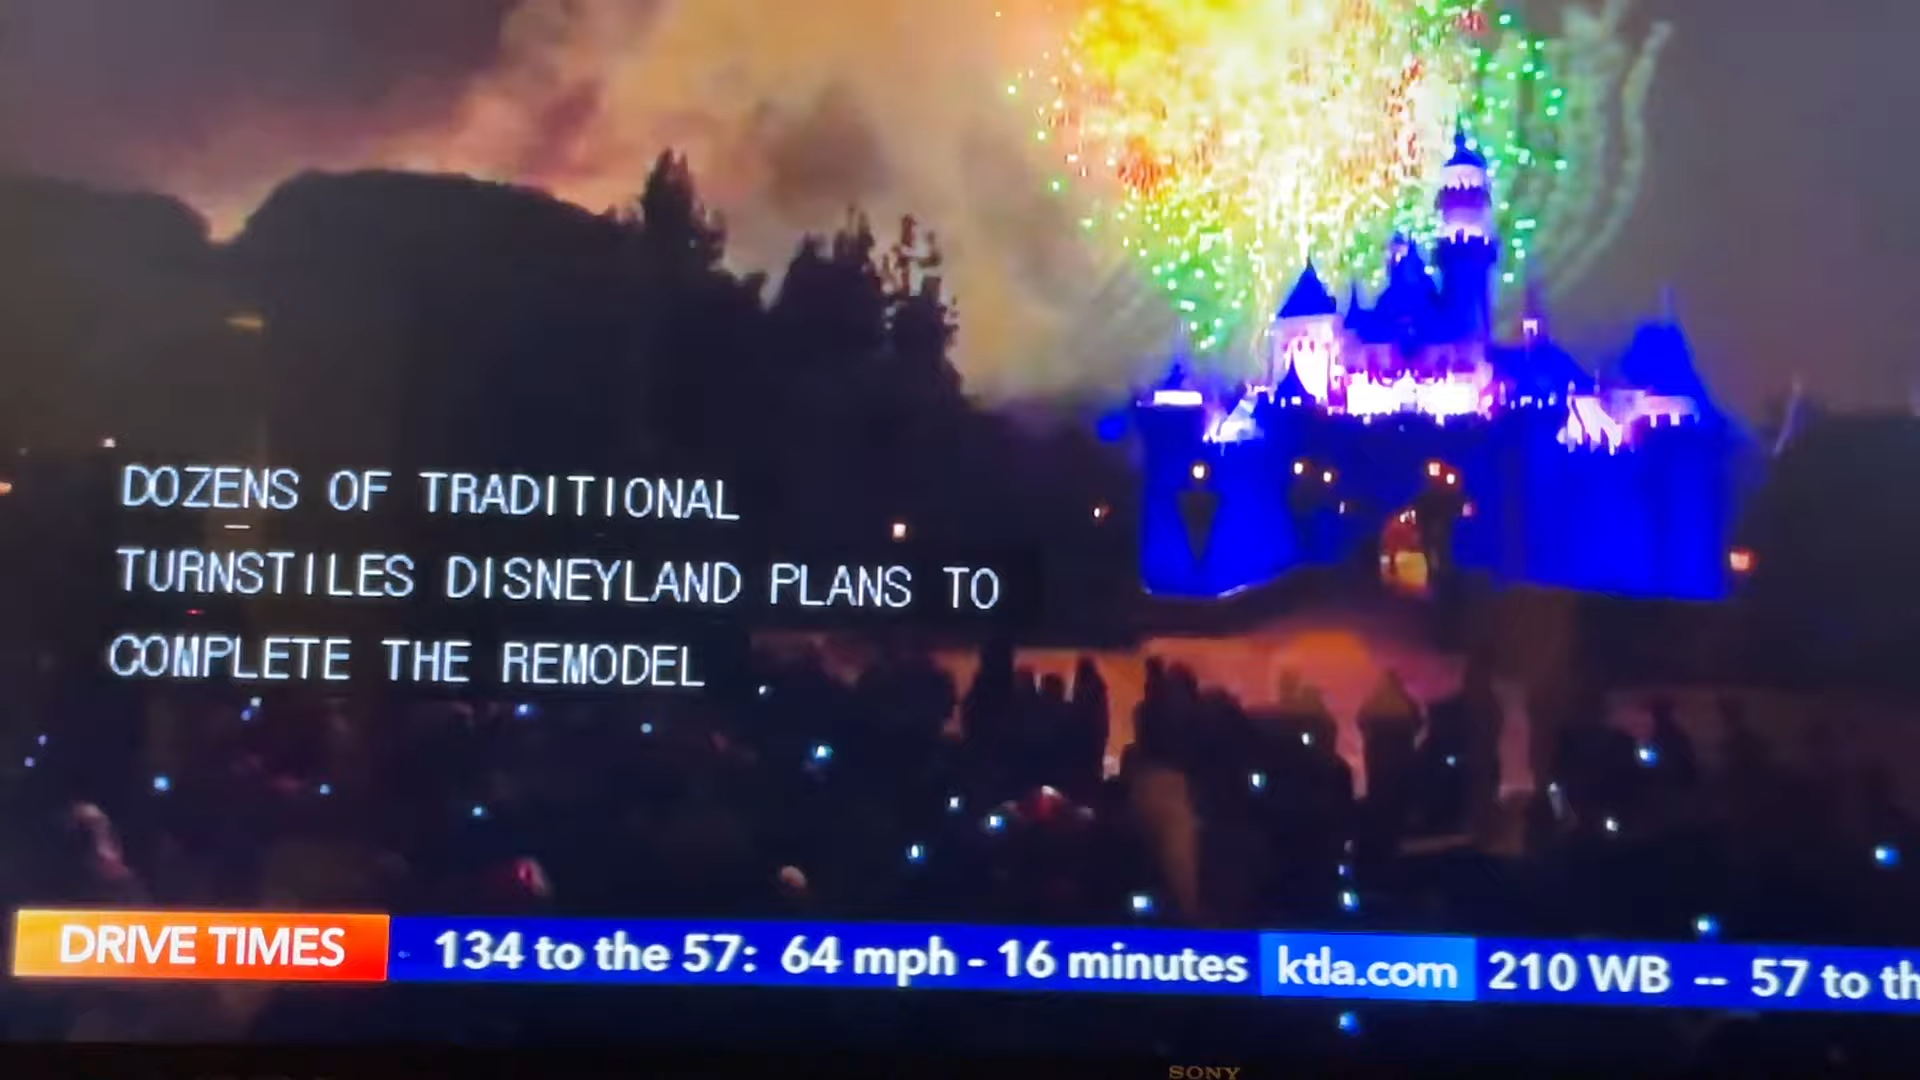 DOZENS OF TRADITIONAL
TURNSTILES DISNEYLAND PLANS TO
COMPLETE THE REMODEL
DRIVE TIMES
134 to the 57: 64 mph - 16 minutes
ktla.com
210 WB -- 57 to th
SONY